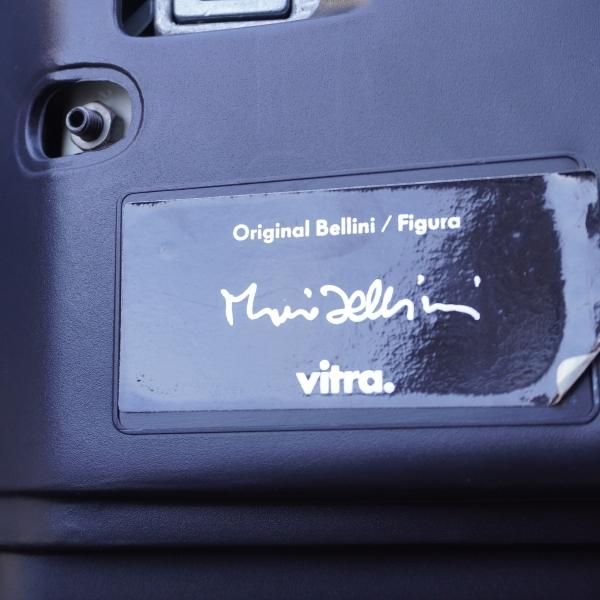 Original Bellini / Figura
Mario Bellini
vitra.